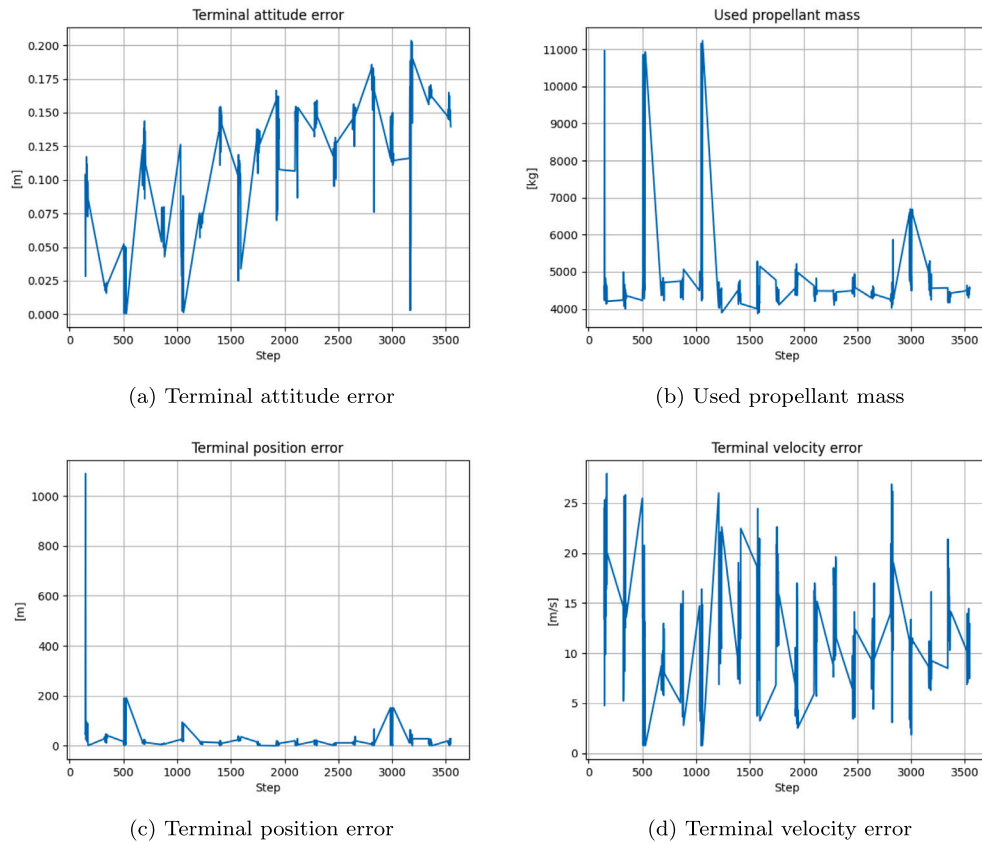 Terminal attitude error
0.200
0.175
0.150
0.125
0.100
0.075
0.050
0.025
0.000
[m]
0 500 1000 1500 2000 2500 3000 3500
Step
(a) Terminal attitude error
Used propellant mass
11000
10000
9000
8000
7000
6000
5000
4000
[kg]
0 500 1000 1500 2000 2500 3000 3500
Step
(b) Used propellant mass
Terminal position error
1000
800
600
400
200
0
[m]
0 500 1000 1500 2000 2500 3000 3500
Step
(c) Terminal position error
Terminal velocity error
25
20
15
10
5
0
[m/s]
0 500 1000 1500 2000 2500 3000 3500
Step
(d) Terminal velocity error